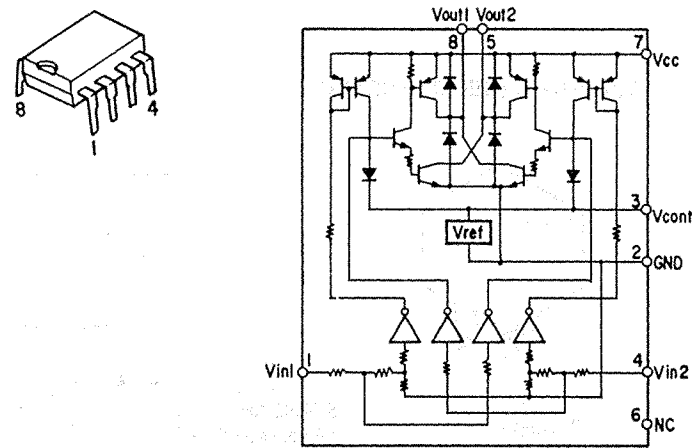 Vout1 Vout2
8 5 7
Vcc
8 4
1
3
Vcont
Vref
2
GND
Vin1 1
4
Vin2
6
NC